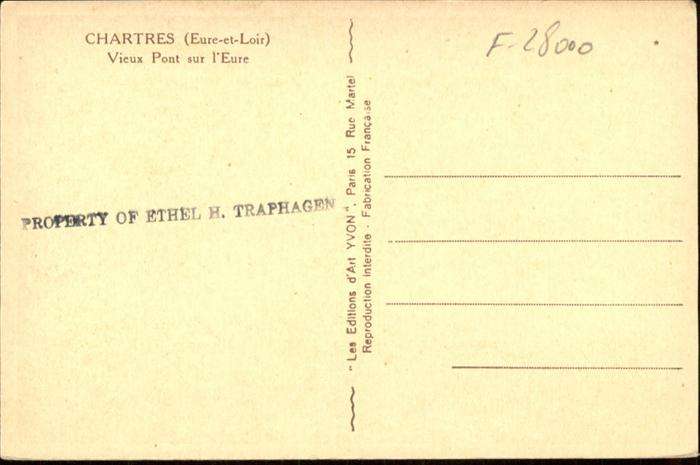 CHARTRES (Eure-et-Loir)
Vieux Pont sur l'Eure
PROPERTY OF ETHEL H. TRAPHAGEN
"Les Editions d'Art YVON", Paris 15 Rue Martel
Reproduction Interdite - Fabrication Française
F-28000